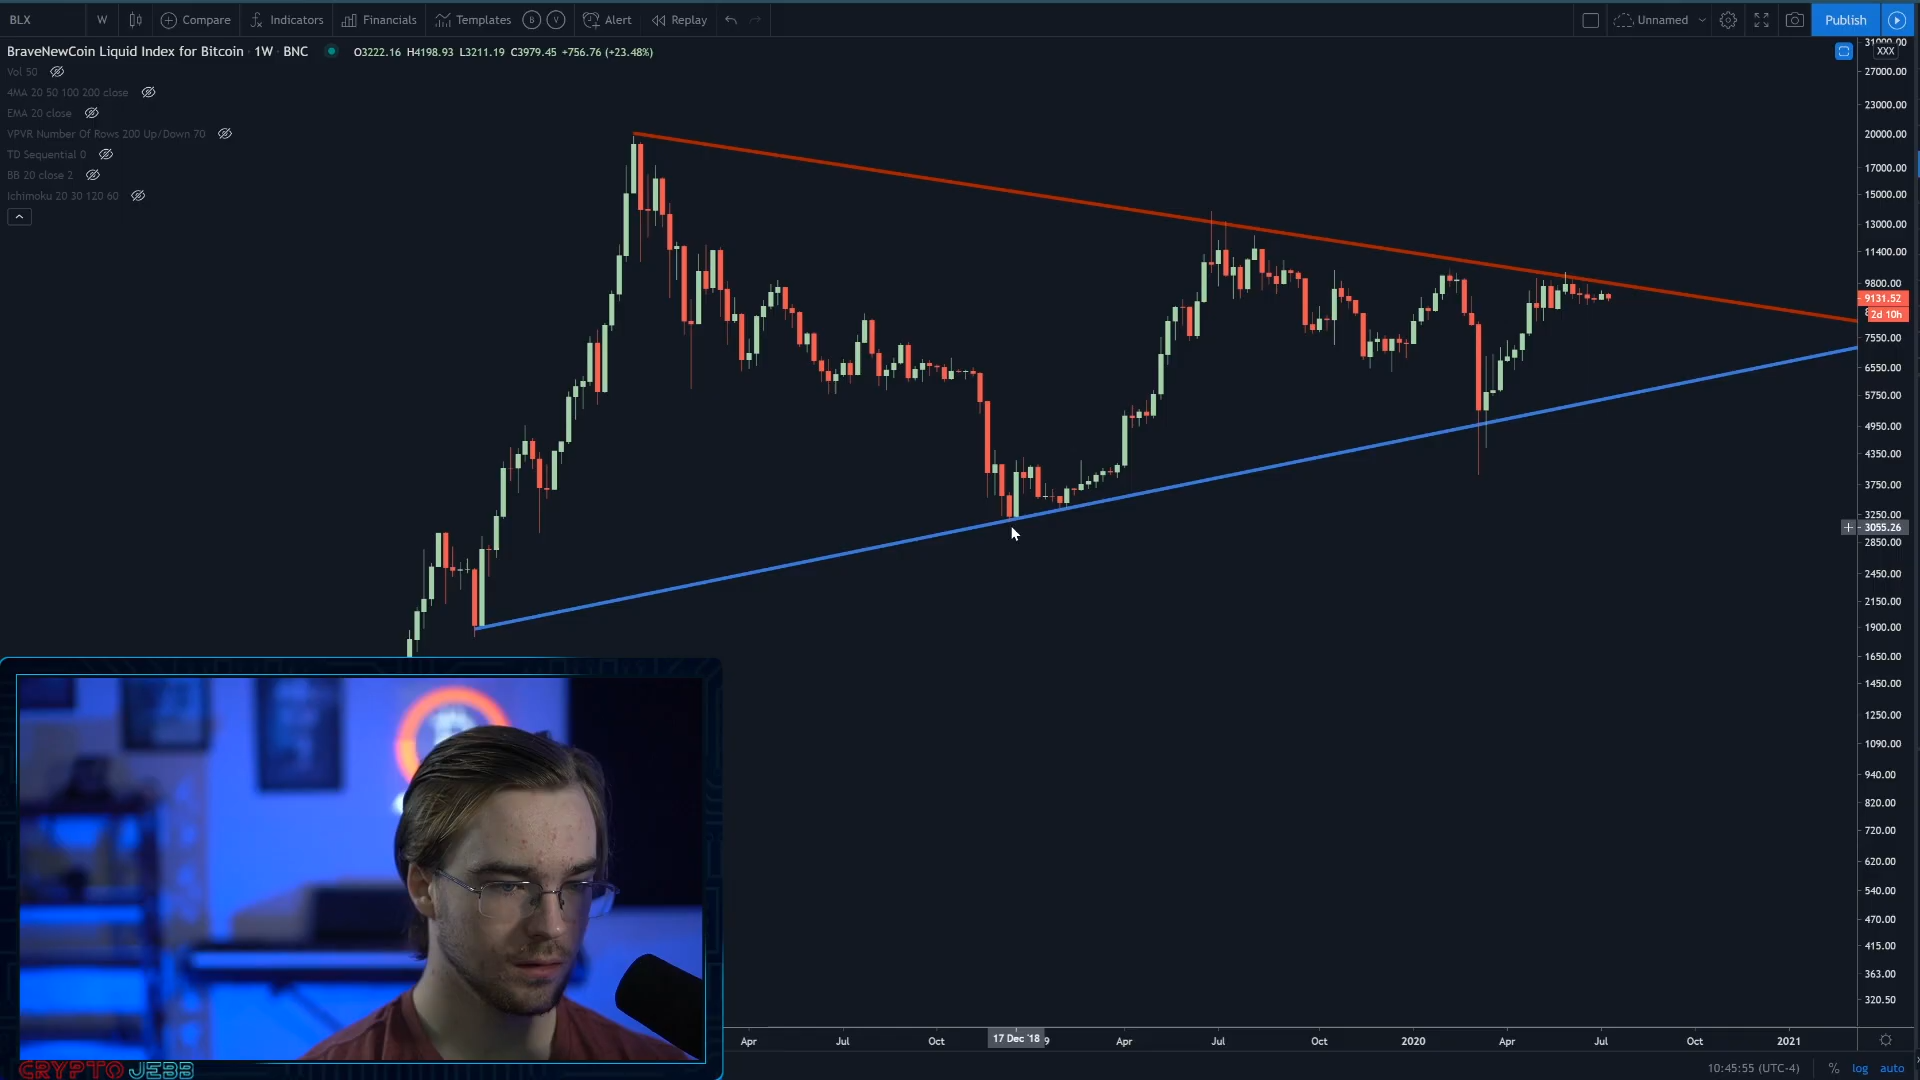 BLX W Compare Indicators Financials Templates B V Alert Replay Unnamed Publish
BraveNewCoin Liquid Index for Bitcoin · 1W · BNC O3222.16 H4198.93 L3211.19 C3979.45 +756.76 (+23.48%)
Vol 50
4MA 20 50 100 200 close
EMA 20 close
VPVR Number Of Rows 200 Up/Down 70
TD Sequential 0
BB 20 close 2
Ichimoku 20 30 120 60
31000.00
XXX
27000.00
23000.00
20000.00
17000.00
15000.00
13000.00
11400.00
9800.00
9131.52
2d 10h
7550.00
6550.00
5750.00
4950.00
4350.00
3750.00
3250.00
3055.26
2850.00
2450.00
2150.00
1900.00
1650.00
1450.00
1250.00
1090.00
940.00
820.00
720.00
620.00
540.00
470.00
415.00
363.00
320.50
Apr Jul Oct 17 Dec '18 9 Apr Jul Oct 2020 Apr Jul Oct 2021
CRYPTO JEBB
10:45:55 (UTC-4) % log auto